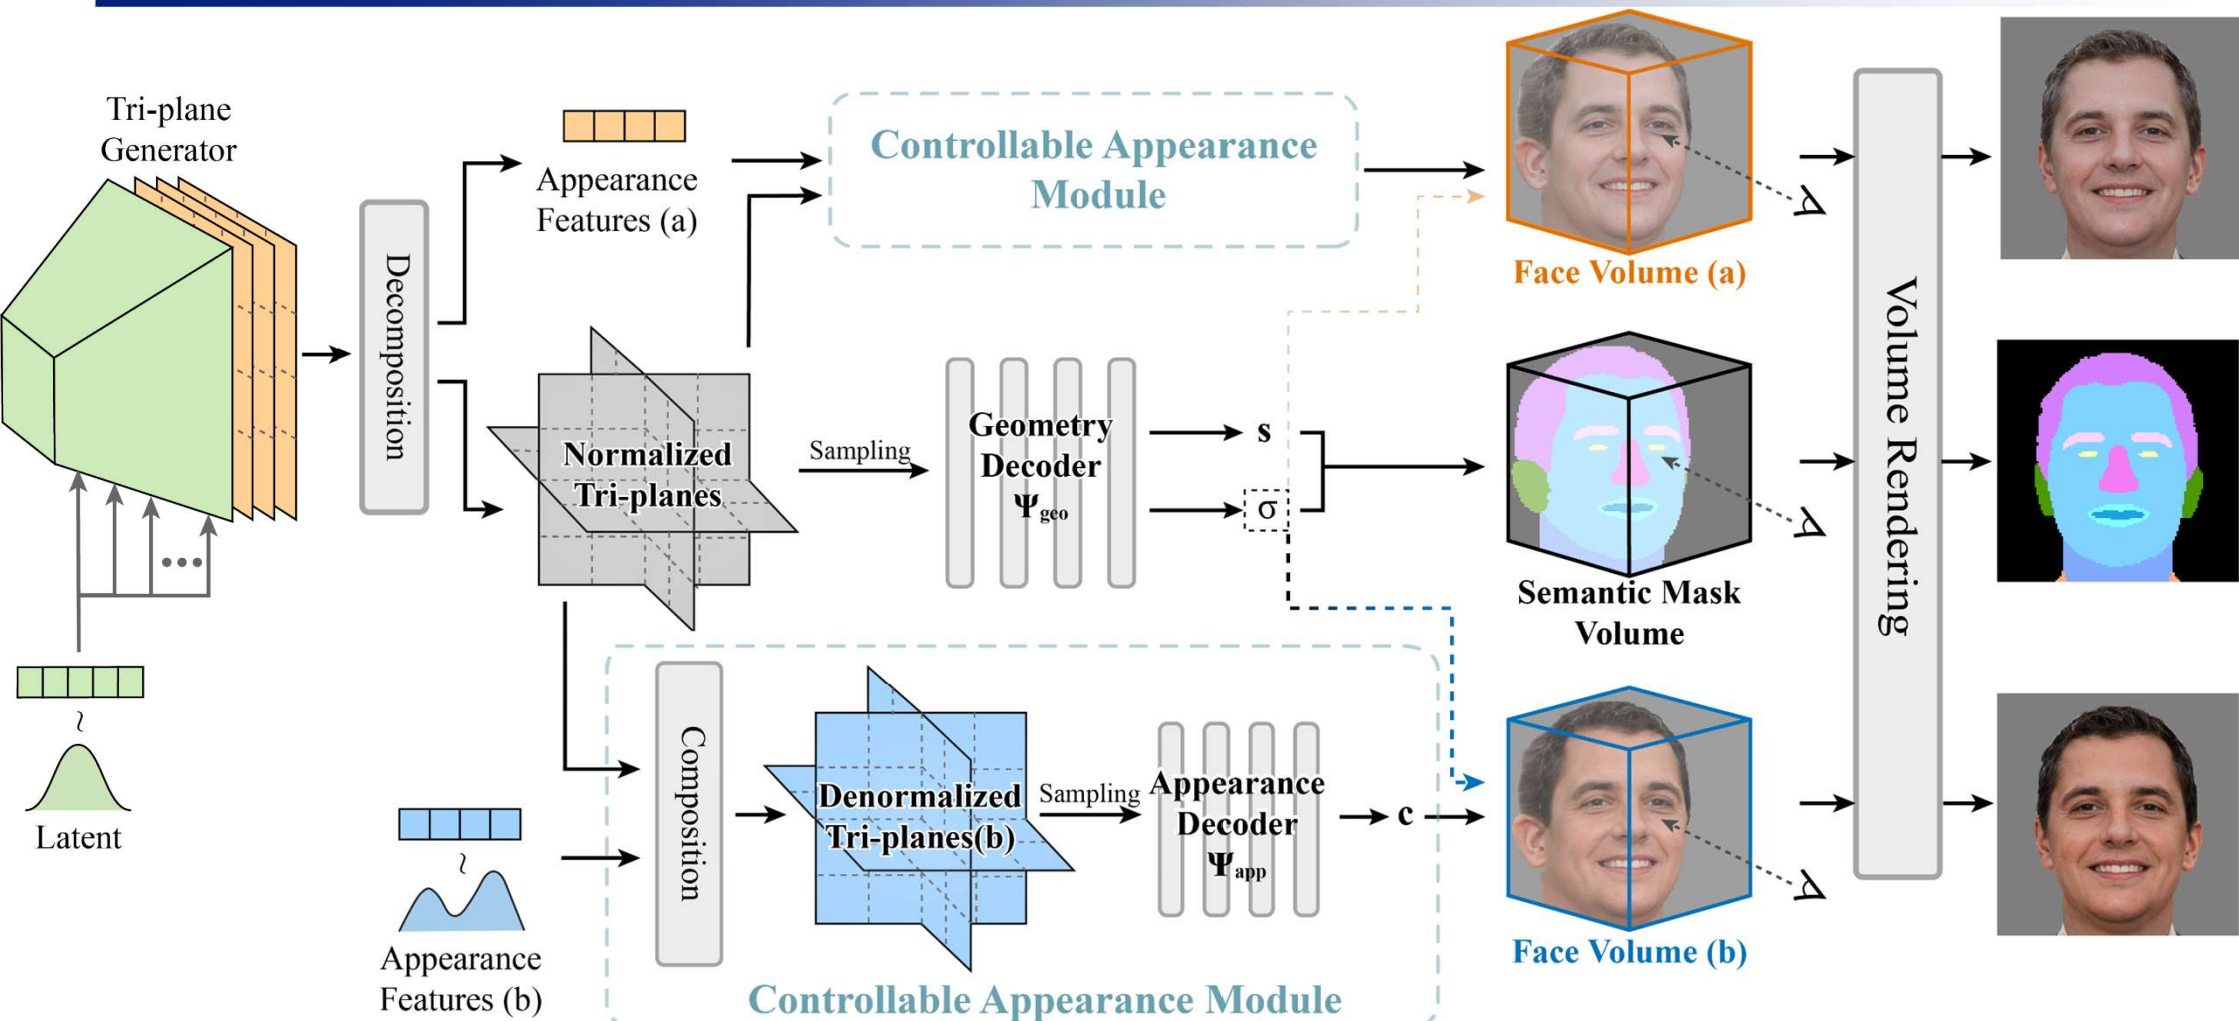 Tri-plane
Generator
Decomposition
Appearance
Features (a)
Controllable Appearance
Module
Face Volume (a)
Volume Rendering
Normalized
Tri-planes
Sampling
Geometry
Decoder
Ψgeo
s
σ
Semantic Mask
Volume
Latent
Appearance
Features (b)
Composition
Denormalized
Tri-planes(b)
Sampling
Appearance
Decoder
Ψapp
c
Face Volume (b)
Controllable Appearance Module